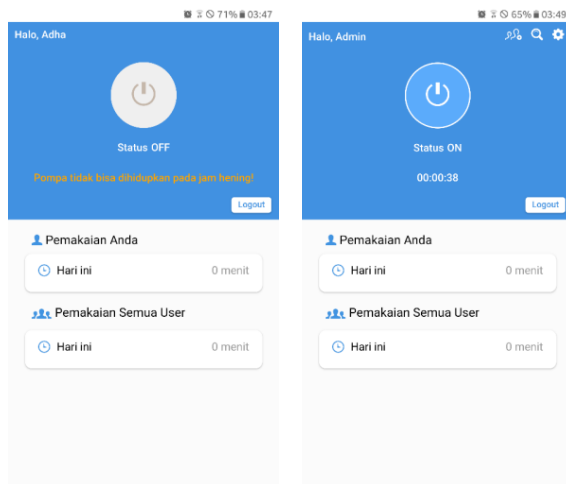 71% 03:47
Halo, Adha
Status OFF
Pompa tidak bisa dihidupkan pada jam hening!
Logout
Pemakaian Anda
Hari ini 0 menit
Pemakaian Semua User
Hari ini 0 menit
65% 03:49
Halo, Admin
Status ON
00:00:38
Logout
Pemakaian Anda
Hari ini 0 menit
Pemakaian Semua User
Hari ini 0 menit